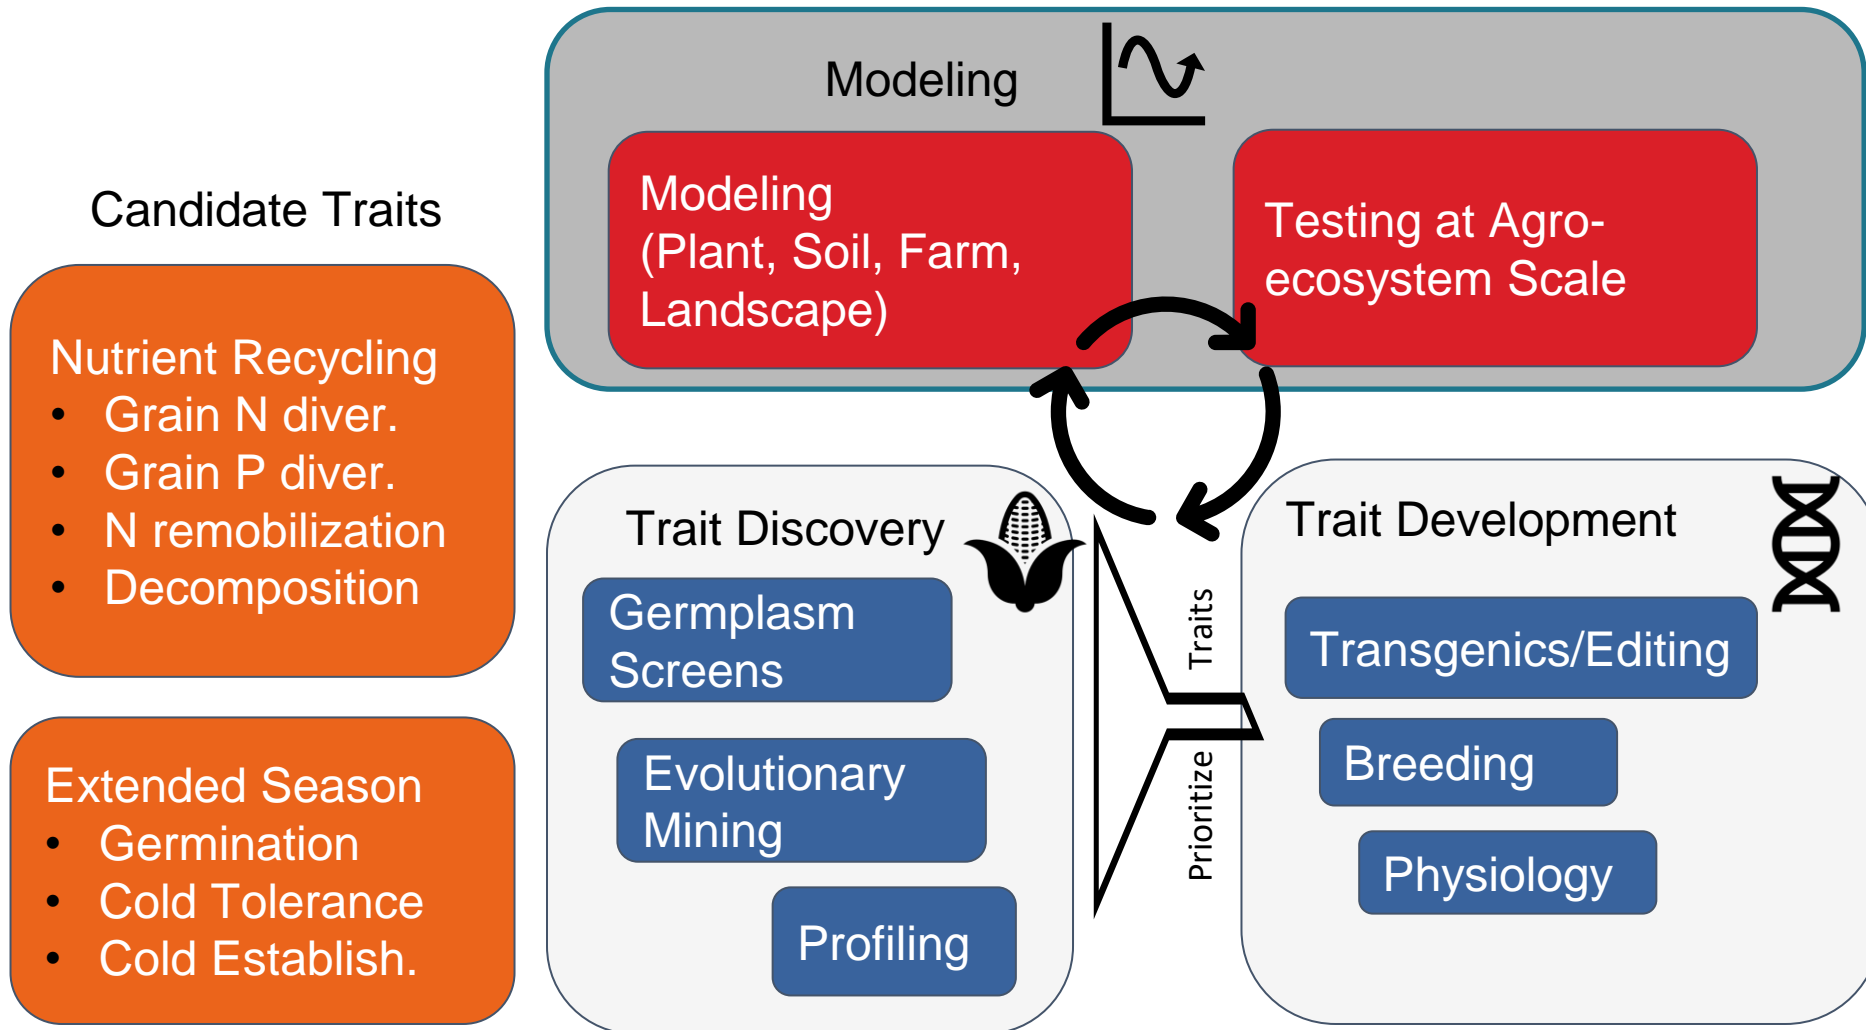 Modeling
Modeling
(Plant, Soil, Farm,
Landscape)
Testing at Agro-
ecosystem Scale
Candidate Traits
Nutrient Recycling
• Grain N diver.
• Grain P diver.
• N remobilization
• Decomposition
Extended Season
• Germination
• Cold Tolerance
• Cold Establish.
Trait Discovery
Germplasm
Screens
Evolutionary
Mining
Profiling
Prioritize Traits
Trait Development
Transgenics/Editing
Breeding
Physiology